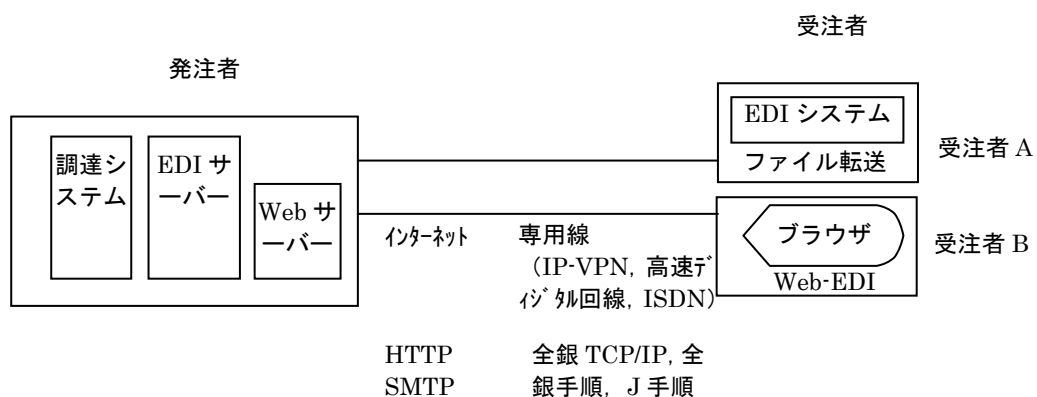 受注者
発注者
EDI システム
ファイル転送
受注者 A
調達シ
ステム
EDI サ
ーバー
Web サ
ーバー
ブラウザ
Web-EDI
受注者 B
ｲﾝﾀｰﾈｯﾄ
専用線
（IP-VPN, 高速ﾃﾞ
ｨｼﾞﾀﾙ回線, ISDN）
HTTP
SMTP
全銀 TCP/IP, 全
銀手順, J 手順